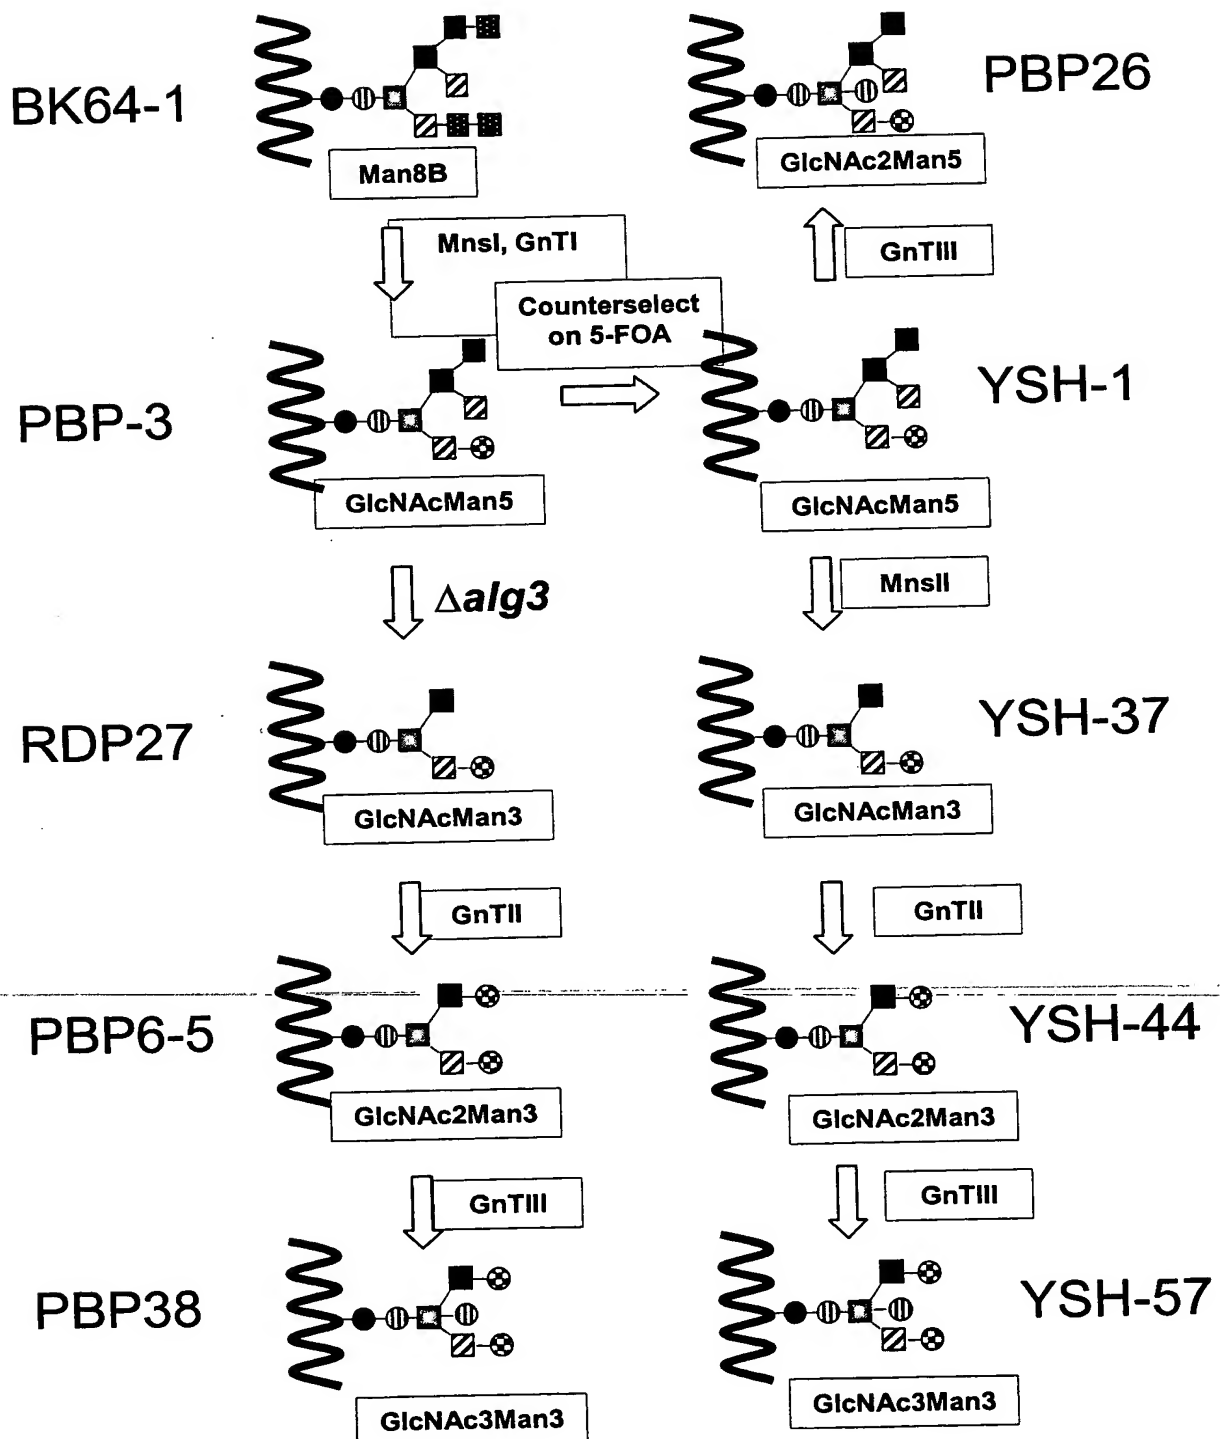 BK64-1
Man8B
PBP26
GlcNAc2Man5
MnsI, GnTI
GnTIII
Counterselect
on 5-FOA
PBP-3
GlcNAcMan5
YSH-1
GlcNAcMan5
Δalg3
MnsII
RDP27
GlcNAcMan3
YSH-37
GlcNAcMan3
GnTII
GnTII
PBP6-5
GlcNAc2Man3
YSH-44
GlcNAc2Man3
GnTIII
GnTIII
PBP38
GlcNAc3Man3
YSH-57
GlcNAc3Man3